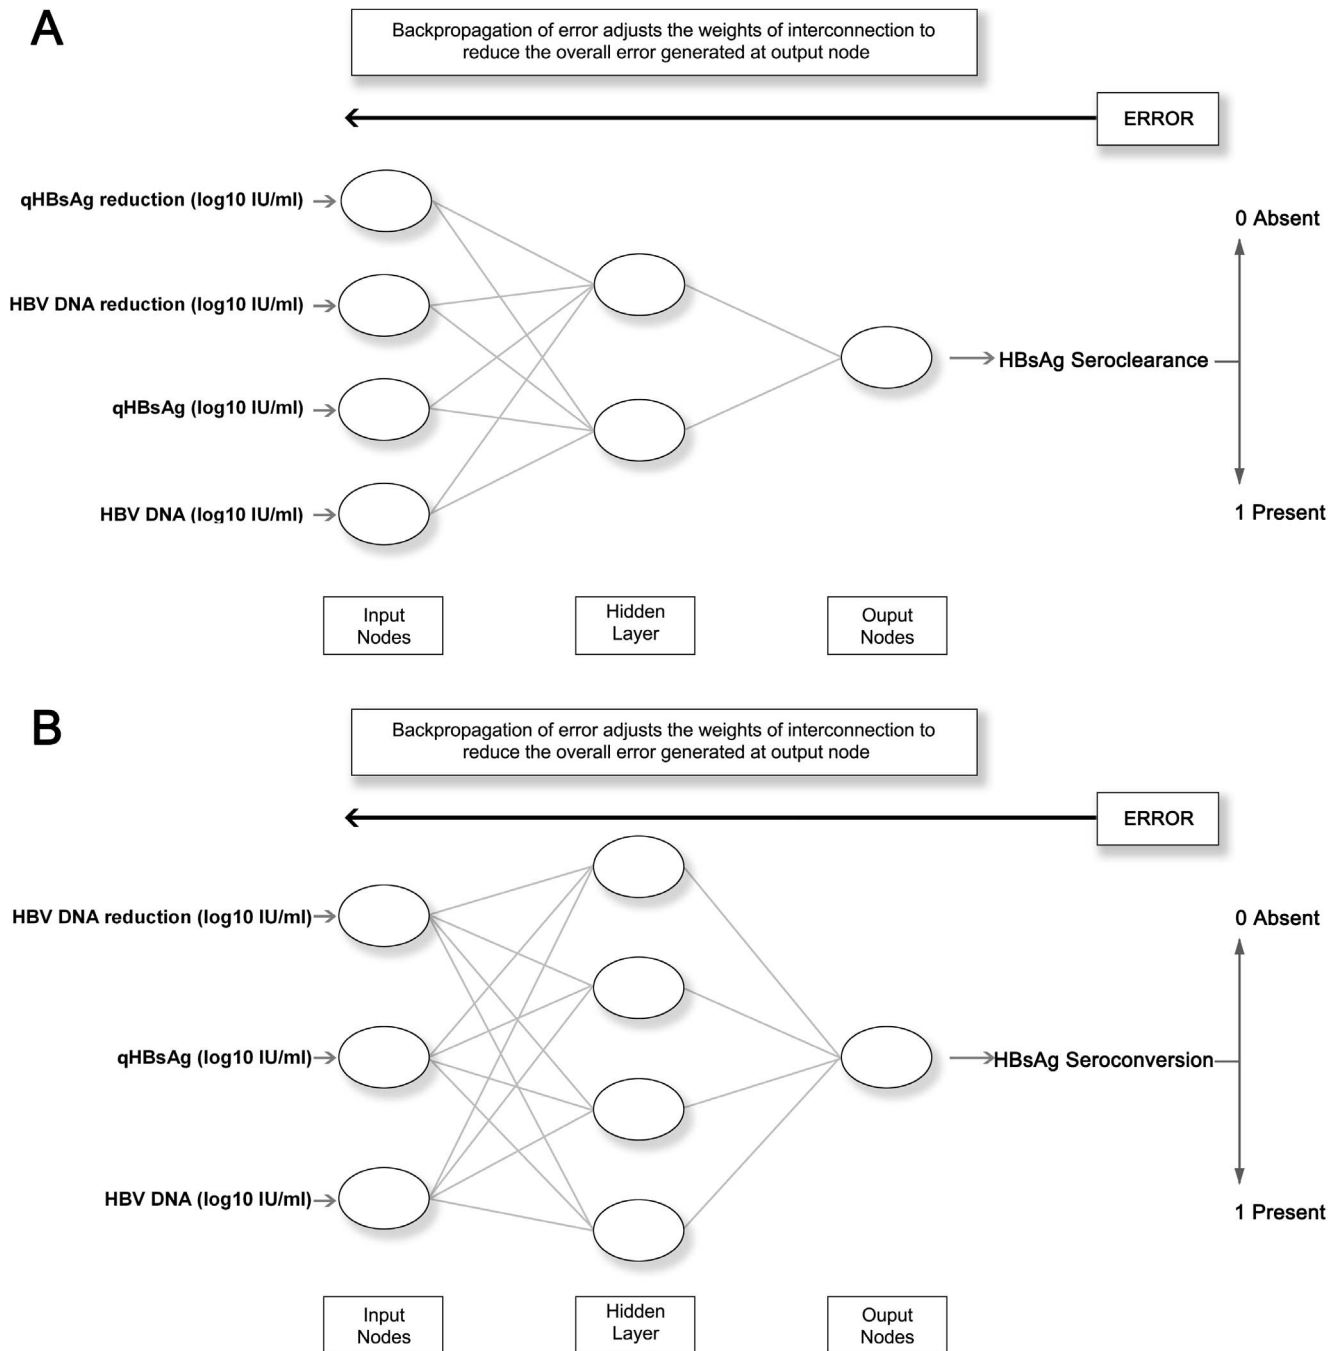 A
Backpropagation of error adjusts the weights of interconnection to
reduce the overall error generated at output node
ERROR
qHBsAg reduction (log10 IU/ml)
HBV DNA reduction (log10 IU/ml)
qHBsAg (log10 IU/ml)
HBV DNA (log10 IU/ml)
HBsAg Seroclearance
0 Absent
1 Present
Input
Nodes
Hidden
Layer
Ouput
Nodes
B
Backpropagation of error adjusts the weights of interconnection to
reduce the overall error generated at output node
ERROR
HBV DNA reduction (log10 IU/ml)
qHBsAg (log10 IU/ml)
HBV DNA (log10 IU/ml)
HBsAg Seroconversion
0 Absent
1 Present
Input
Nodes
Hidden
Layer
Ouput
Nodes